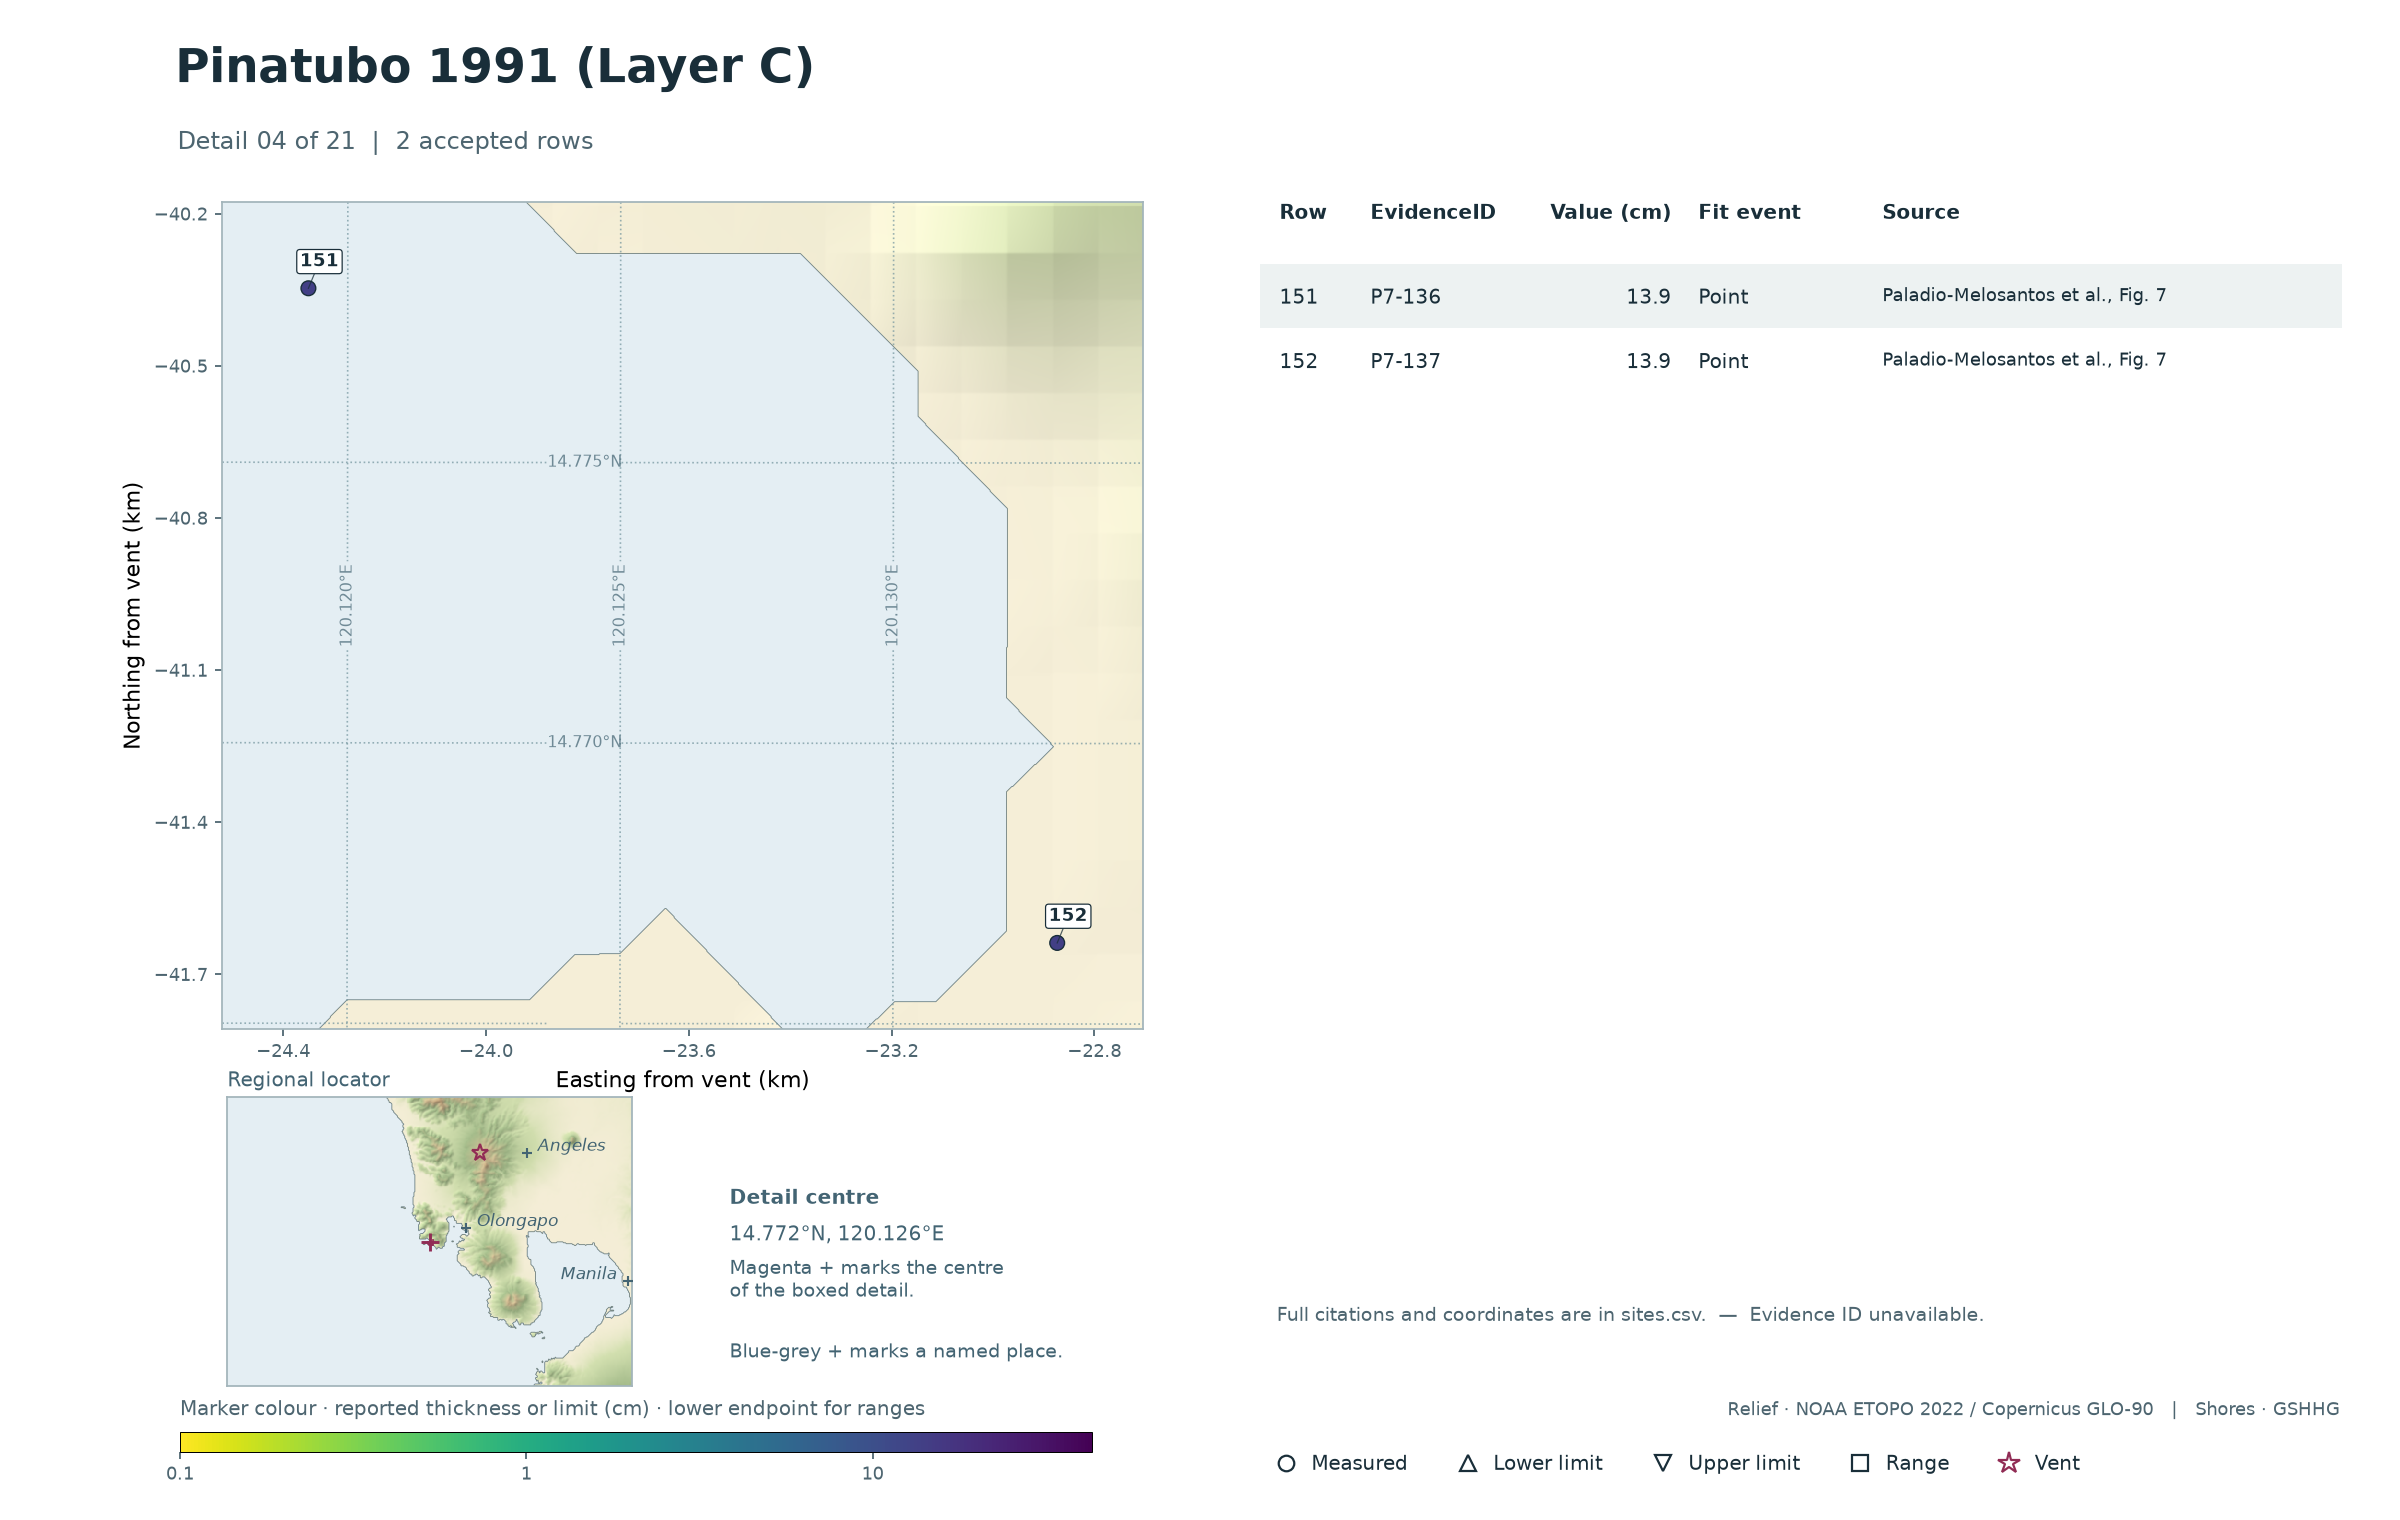 Pinatubo 1991 (Layer C)
Detail 04 of 21 | 2 accepted rows
−40.2
−40.5
−40.8
−41.1
−41.4
−41.7
Northing from vent (km)
151
152
14.775°N
14.770°N
120.120°E
120.125°E
120.130°E
−24.4
−24.0
−23.6
−23.2
−22.8
Easting from vent (km)
Row EvidenceID Value (cm) Fit event Source
151 P7-136 13.9 Point Paladio-Melosantos et al., Fig. 7
152 P7-137 13.9 Point Paladio-Melosantos et al., Fig. 7
Regional locator
Angeles
Olongapo
Manila
Detail centre
14.772°N, 120.126°E
Magenta + marks the centre
of the boxed detail.
Blue-grey + marks a named place.
Full citations and coordinates are in sites.csv. — Evidence ID unavailable.
Marker colour · reported thickness or limit (cm) · lower endpoint for ranges
0.1
1
10
Relief · NOAA ETOPO 2022 / Copernicus GLO-90 | Shores · GSHHG
Measured
Lower limit
Upper limit
Range
Vent